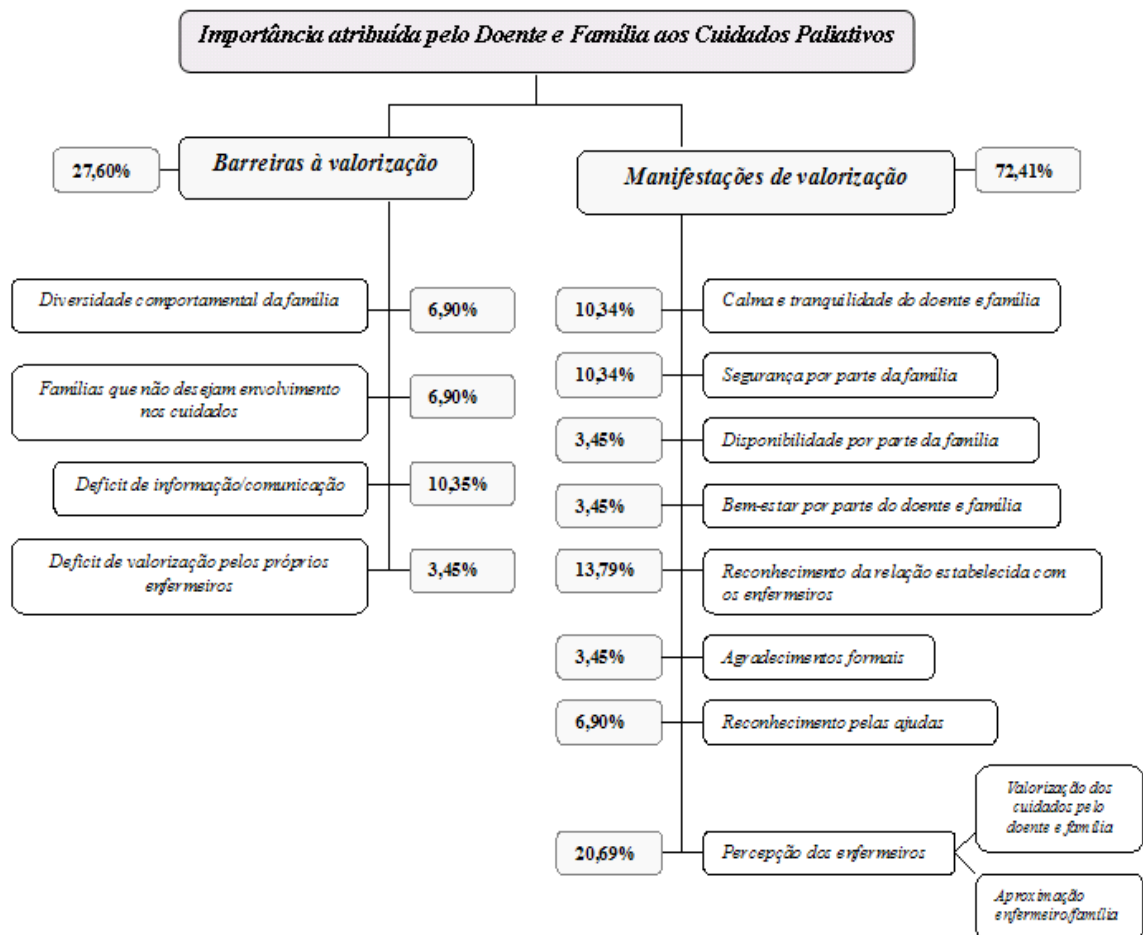 Importância atribuída pelo Doente e Família aos Cuidados Paliativos
27,60%
Barreiras à valorização
Manifestações de valorização
72,41%
Diversidade comportamental da família
6,90%
Famílias que não desejam envolvimento
nos cuidados
6,90%
Deficit de informação/comunicação
10,35%
Deficit de valorização pelos próprios
enfermeiros
3,45%
10,34%
Calma e tranquilidade do doente e família
10,34%
Segurança por parte da família
3,45%
Disponibilidade por parte da família
3,45%
Bem-estar por parte do doente e família
13,79%
Reconhecimento da relação estabelecida com
os enfermeiros
3,45%
Agradecimentos formais
6,90%
Reconhecimento pelas ajudas
20,69%
Percepção dos enfermeiros
Valorização dos
cuidados pelo
doente e família
Aproximação
enfermeiro/família